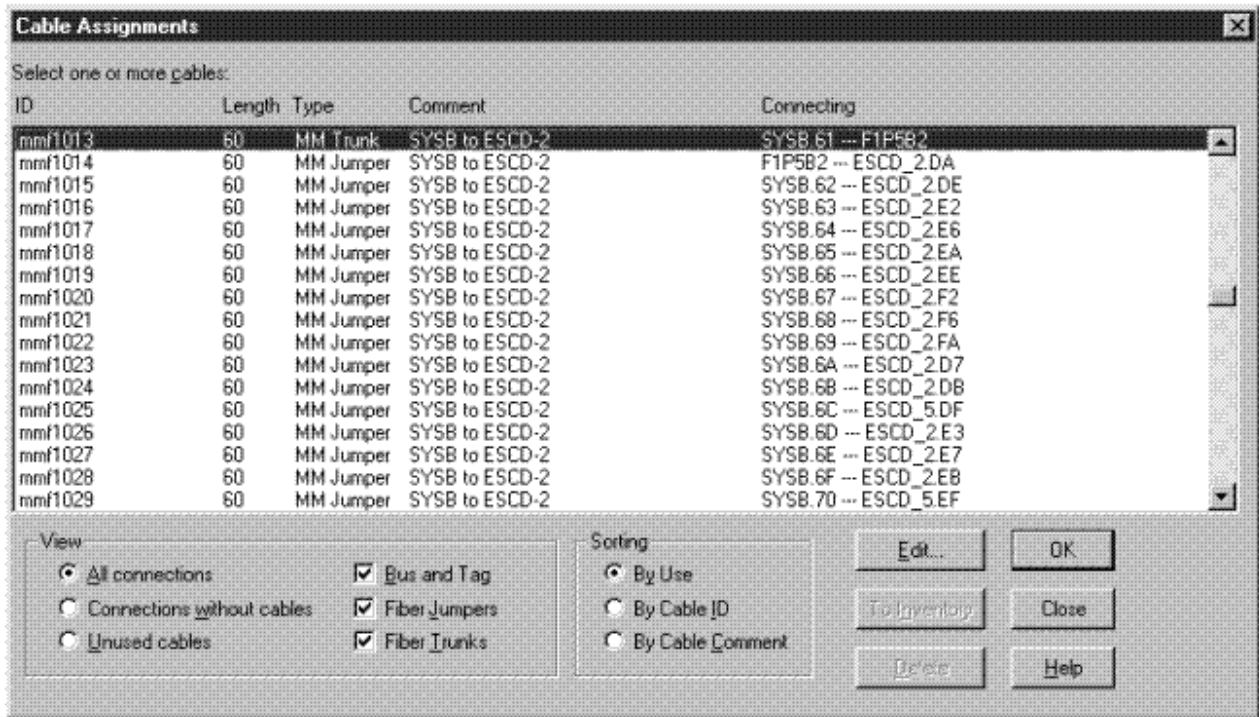 Cable Assignments
Select one or more cables:
ID Length Type Comment Connecting
mmf1013 60 MM Trunk SYSB to ESCD-2 SYSB.61 --- F1P5B2
mmf1014 60 MM Jumper SYSB to ESCD-2 F1P5B2 --- ESCD_2.DA
mmf1015 60 MM Jumper SYSB to ESCD-2 SYSB.62 --- ESCD_2.DE
mmf1016 60 MM Jumper SYSB to ESCD-2 SYSB.63 --- ESCD_2.E2
mmf1017 60 MM Jumper SYSB to ESCD-2 SYSB.64 --- ESCD_2.E6
mmf1018 60 MM Jumper SYSB to ESCD-2 SYSB.65 --- ESCD_2.EA
mmf1019 60 MM Jumper SYSB to ESCD-2 SYSB.66 --- ESCD_2.EE
mmf1020 60 MM Jumper SYSB to ESCD-2 SYSB.67 --- ESCD_2.F2
mmf1021 60 MM Jumper SYSB to ESCD-2 SYSB.68 --- ESCD_2.F6
mmf1022 60 MM Jumper SYSB to ESCD-2 SYSB.69 --- ESCD_2.FA
mmf1023 60 MM Jumper SYSB to ESCD-2 SYSB.6A --- ESCD_2.D7
mmf1024 60 MM Jumper SYSB to ESCD-2 SYSB.6B --- ESCD_2.DB
mmf1025 60 MM Jumper SYSB to ESCD-2 SYSB.6C --- ESCD_5.DF
mmf1026 60 MM Jumper SYSB to ESCD-2 SYSB.6D --- ESCD_2.E3
mmf1027 60 MM Jumper SYSB to ESCD-2 SYSB.6E --- ESCD_2.E7
mmf1028 60 MM Jumper SYSB to ESCD-2 SYSB.6F --- ESCD_2.EB
mmf1029 60 MM Jumper SYSB to ESCD-2 SYSB.70 --- ESCD_5.EF
View Sorting
Edit... OK
All connections Bus and Tag By Use
Connections without cables Fiber Jumpers By Cable ID To Inventory Close
Unused cables Fiber Trunks By Cable Comment
Delete Help